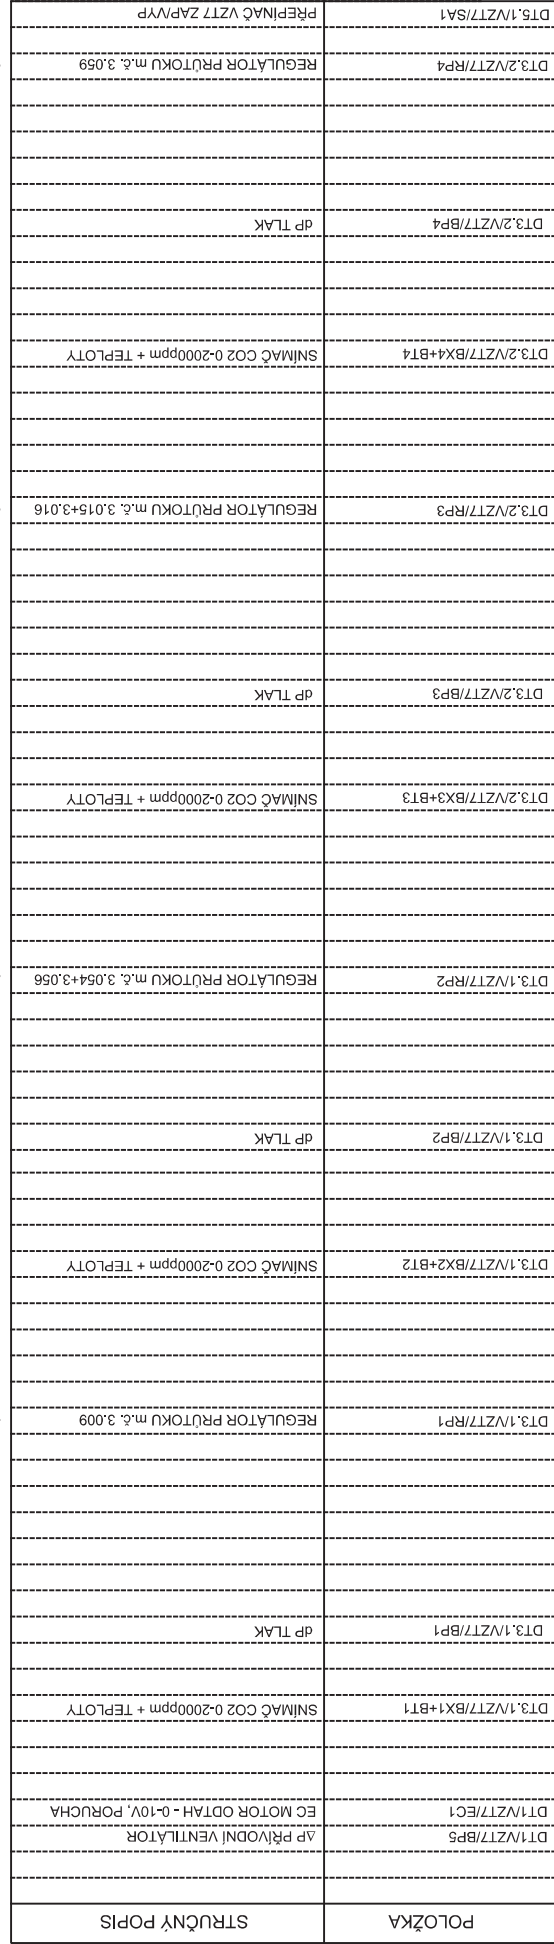 POLOŽKA STRUČNÝ POPIS
DT1/VZT7/BP5 ΔP PŘÍVODNÍ VENTILÁTOR
DT1/VZT7/EC1 EC MOTOR ODTAH - 0-10V, PORUCHA
DT3.1/VZT7/BX1+BT1 SNÍMAČ CO2 0-2000ppm + TEPLOTY
DT3.1/VZT7/BP1 dP TLAK
DT3.1/VZT7/RP1 REGULÁTOR PRŮTOKU m.č. 3.009
DT3.1/VZT7/BX2+BT2 SNÍMAČ CO2 0-2000ppm + TEPLOTY
DT3.1/VZT7/BP2 dP TLAK
DT3.1/VZT7/RP2 REGULÁTOR PRŮTOKU m.č. 3.054+3.056
DT3.2/VZT7/BX3+BT3 SNÍMAČ CO2 0-2000ppm + TEPLOTY
DT3.2/VZT7/BP3 dP TLAK
DT3.2/VZT7/RP3 REGULÁTOR PRŮTOKU m.č. 3.015+3.016
DT3.2/VZT7/BX4+BT4 SNÍMAČ CO2 0-2000ppm + TEPLOTY
DT3.2/VZT7/BP4 dP TLAK
DT3.2/VZT7/RP4 REGULÁTOR PRŮTOKU m.č. 3.059
DT5.1/VZT7/SA1 PŘEPÍNAČ VZT7 ZAP/VYP